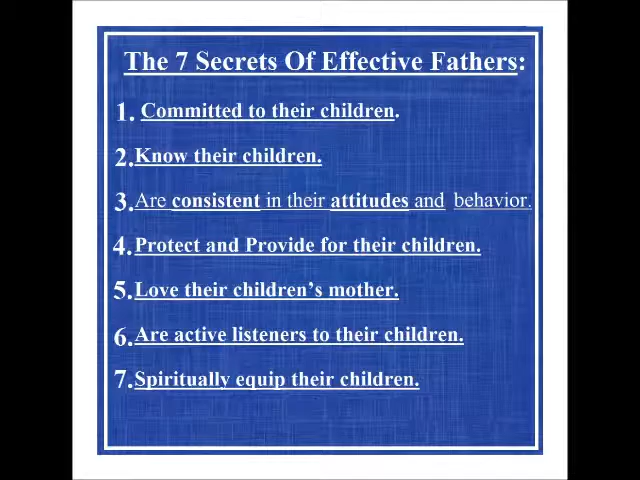 The 7 Secrets Of Effective Fathers:
1. Committed to their children.
2. Know their children.
3. Are consistent in their attitudes and behavior.
4. Protect and Provide for their children.
5. Love their children’s mother.
6. Are active listeners to their children.
7. Spiritually equip their children.